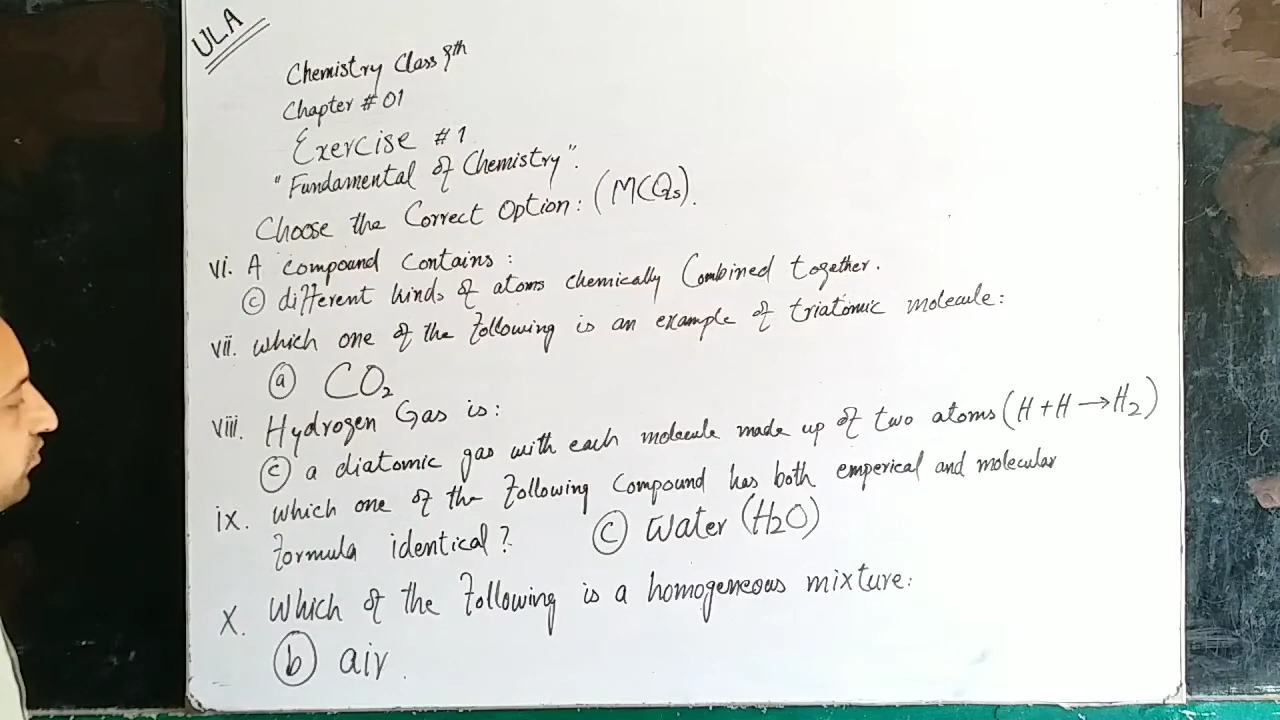 ULA
Chemistry Class 9th
Chapter # 01
Exercise # 1
"Fundamental of Chemistry".
Choose the Correct Option: (MCQs).
vi. A compound contains:
(c) different kinds of atoms chemically Combined together.
vii. which one of the following is an example of triatomic molecule:
(a) CO₂
viii. Hydrogen Gas is:
(c) a diatomic gas with each molecule made up of two atoms (H + H → H₂)
ix. which one of the following Compound has both emperical and molecular
formula identical? (c) Water (H₂O)
x. Which of the following is a homogeneous mixture:
(b) air.